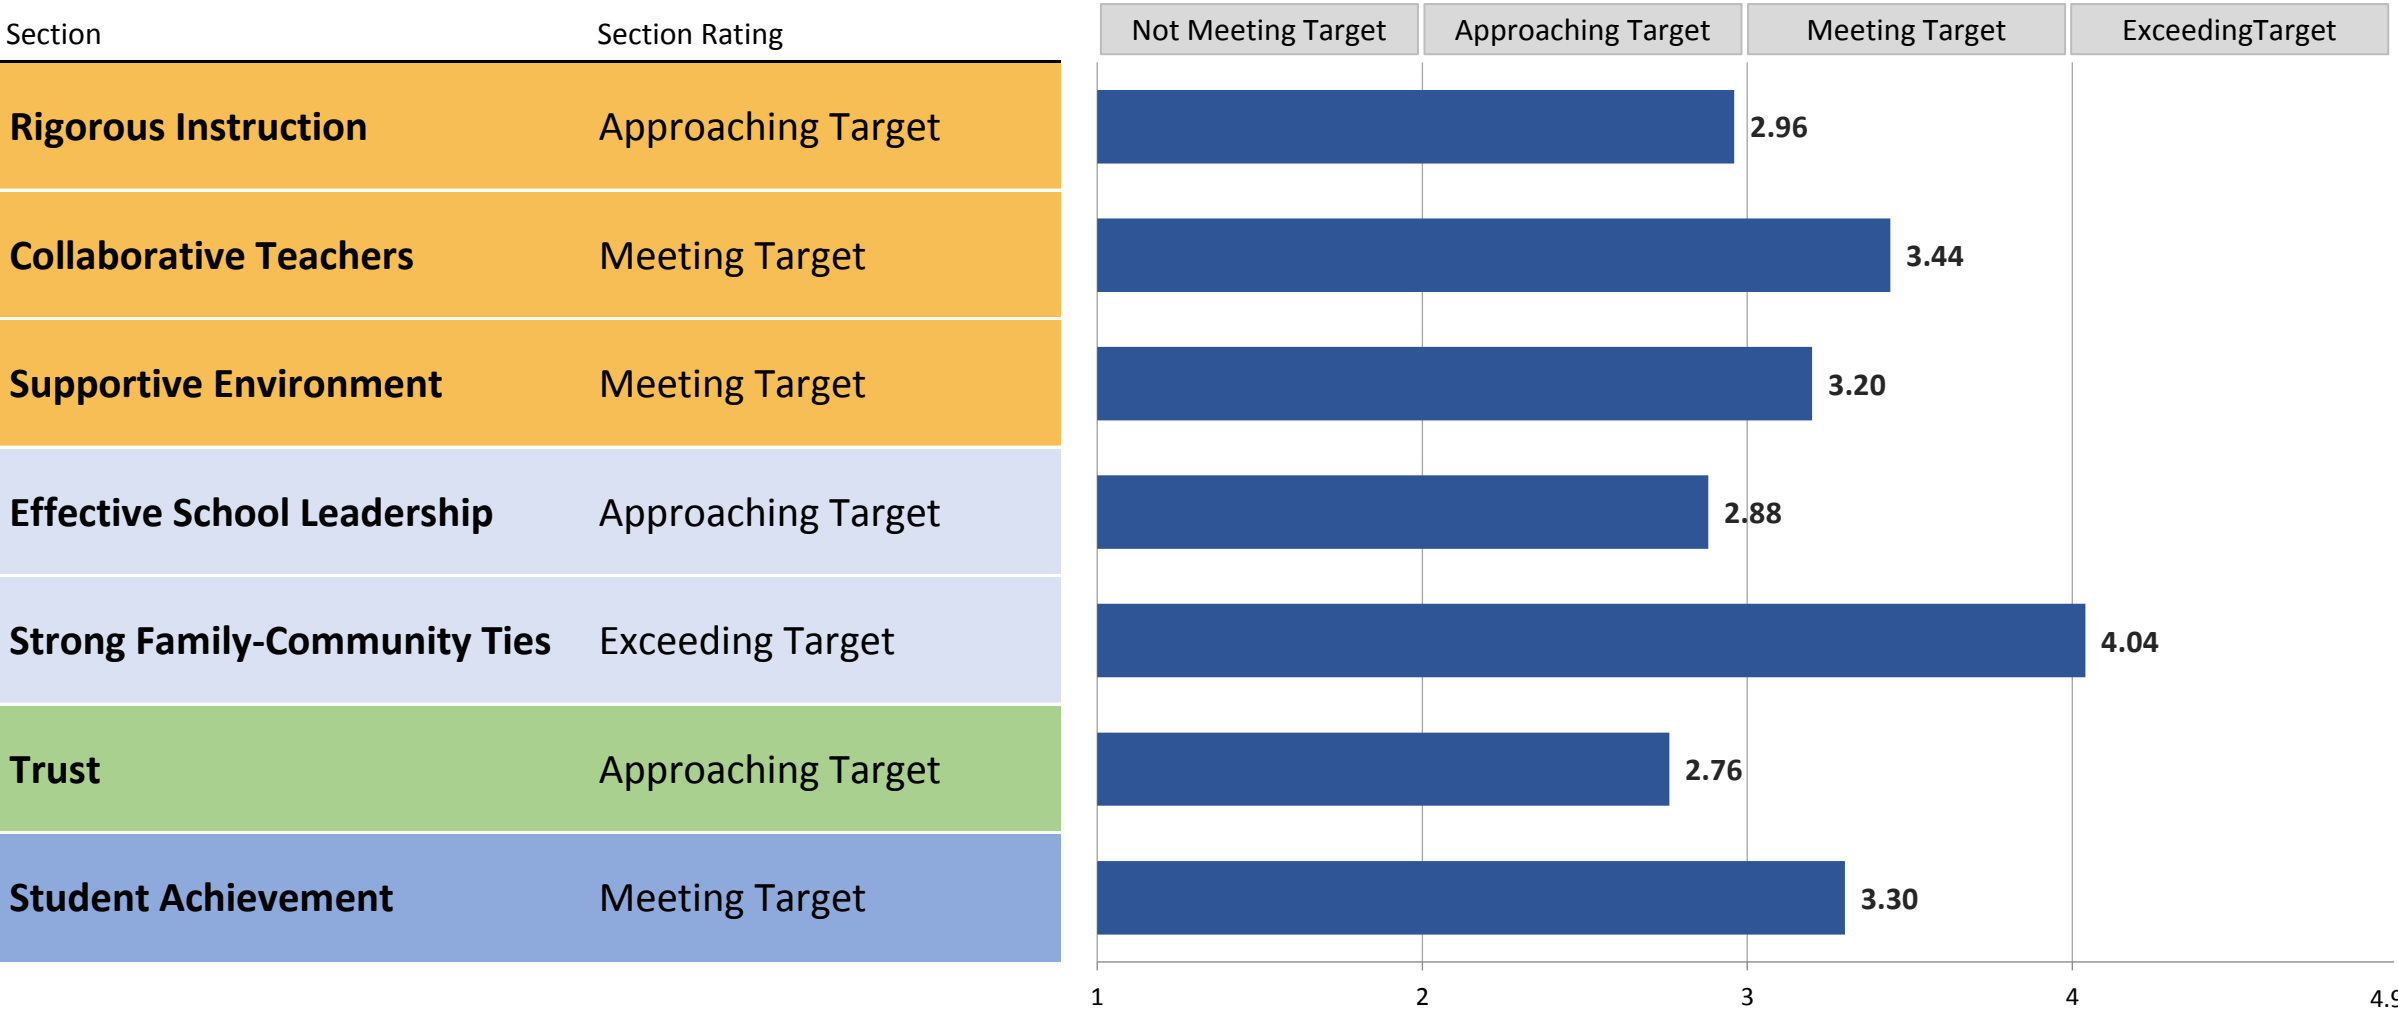 Section Section Rating Not Meeting Target Approaching Target Meeting Target ExceedingTarget
Rigorous Instruction Approaching Target 2.96
Collaborative Teachers Meeting Target 3.44
Supportive Environment Meeting Target 3.20
Effective School Leadership Approaching Target 2.88
Strong Family-Community Ties Exceeding Target 4.04
Trust Approaching Target 2.76
Student Achievement Meeting Target 3.30
1 2 3 4 4.9